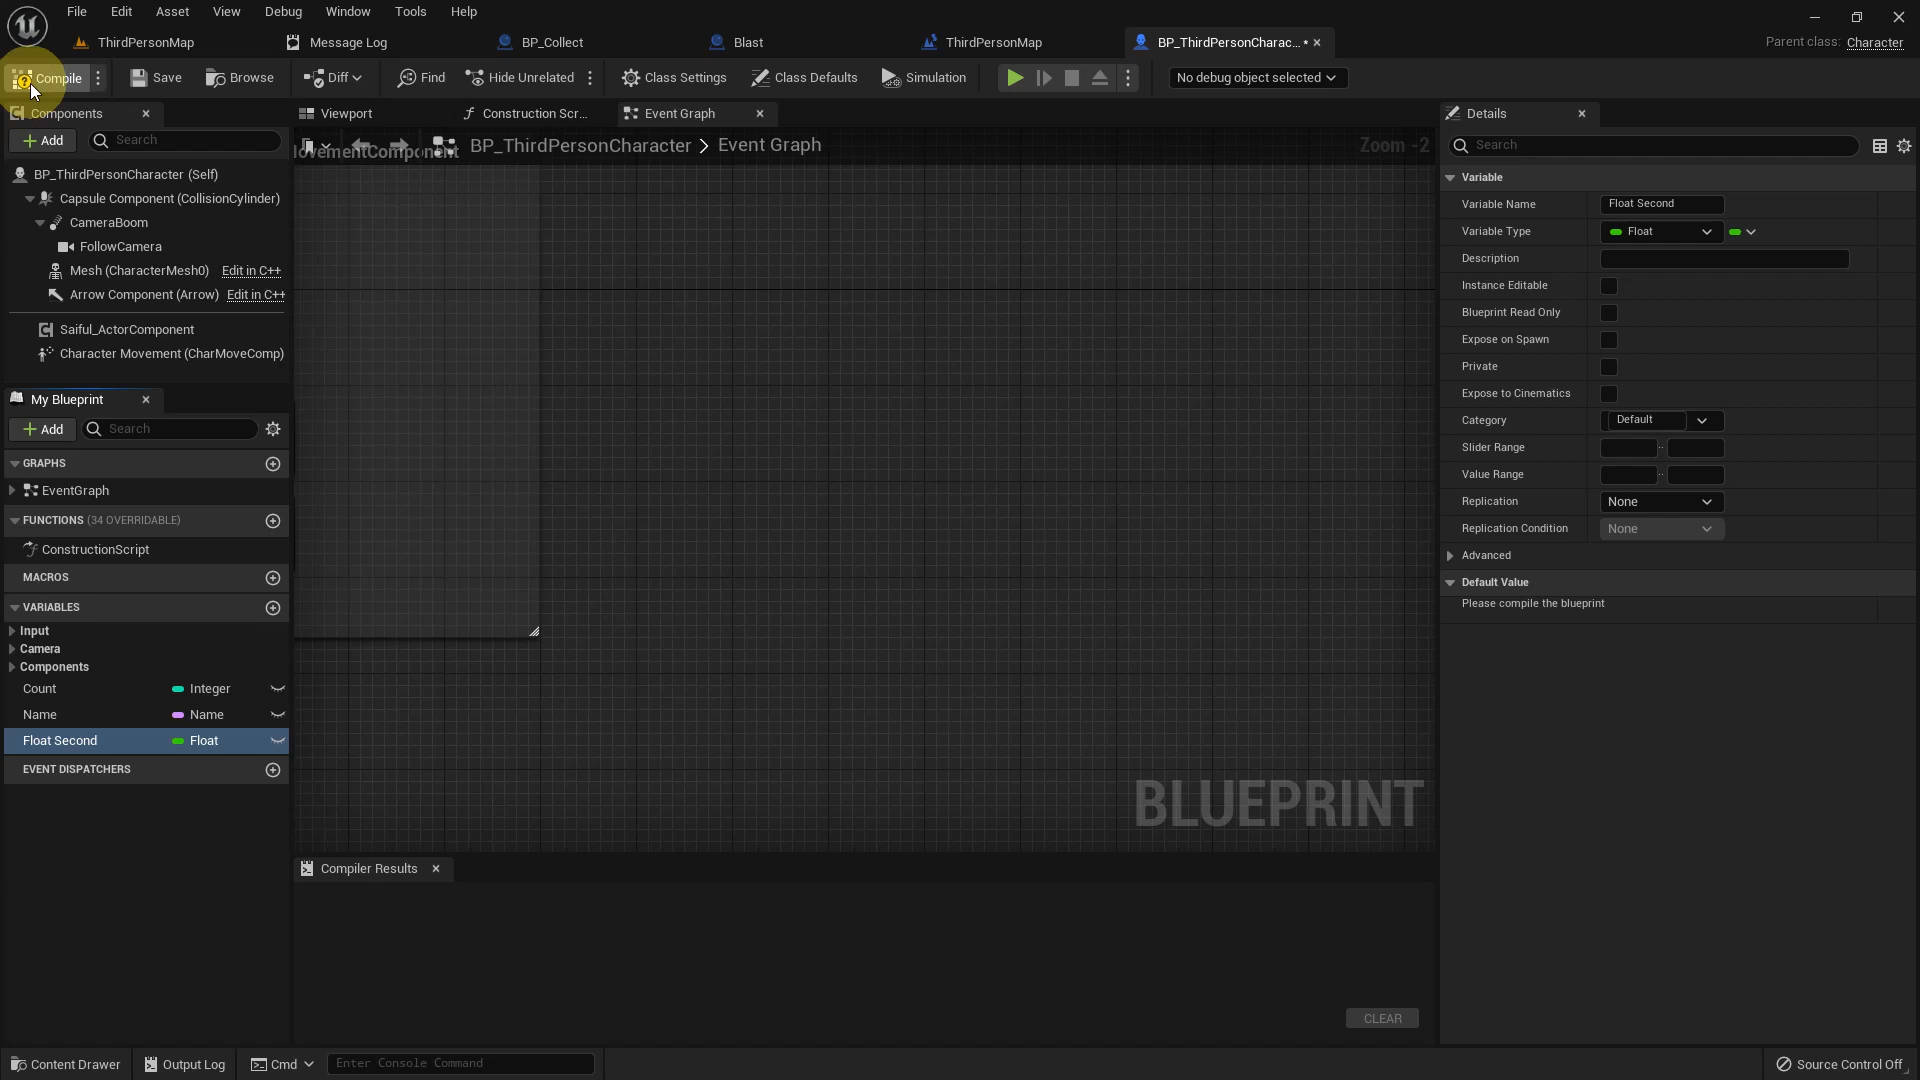 File Edit Asset View Debug Window Tools Help
ThirdPersonMap Message Log BP_Collect Blast ThirdPersonMap BP_ThirdPersonCharac... • Parent class: Character
Compile Save Browse Diff Find Hide Unrelated Class Settings Class Defaults Simulation No debug object selected
Components Viewport Construction Scr... Event Graph Details
Add Search BP_ThirdPersonCharacter > Event Graph Zoom -2 Search
ovementComponent
BP_ThirdPersonCharacter (Self)
Capsule Component (CollisionCylinder)
CameraBoom
FollowCamera
Mesh (CharacterMesh0) Edit in C++
Arrow Component (Arrow) Edit in C++
Saiful_ActorComponent
Character Movement (CharMoveComp)
My Blueprint
Add Search
GRAPHS
EventGraph
FUNCTIONS (34 OVERRIDABLE)
ConstructionScript
MACROS
VARIABLES
Input
Camera
Components
Count Integer
Name Name
Float Second Float
EVENT DISPATCHERS
BLUEPRINT
Compiler Results
CLEAR
Variable
Variable Name Float Second
Variable Type Float
Description
Instance Editable
Blueprint Read Only
Expose on Spawn
Private
Expose to Cinematics
Category Default
Slider Range
Value Range
Replication None
Replication Condition None
Advanced
Default Value
Please compile the blueprint
Content Drawer Output Log Cmd Enter Console Command Source Control Off